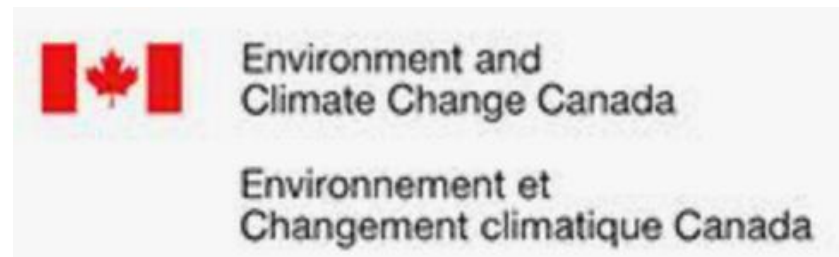 Environment and
Climate Change Canada
Environnement et
Changement climatique Canada